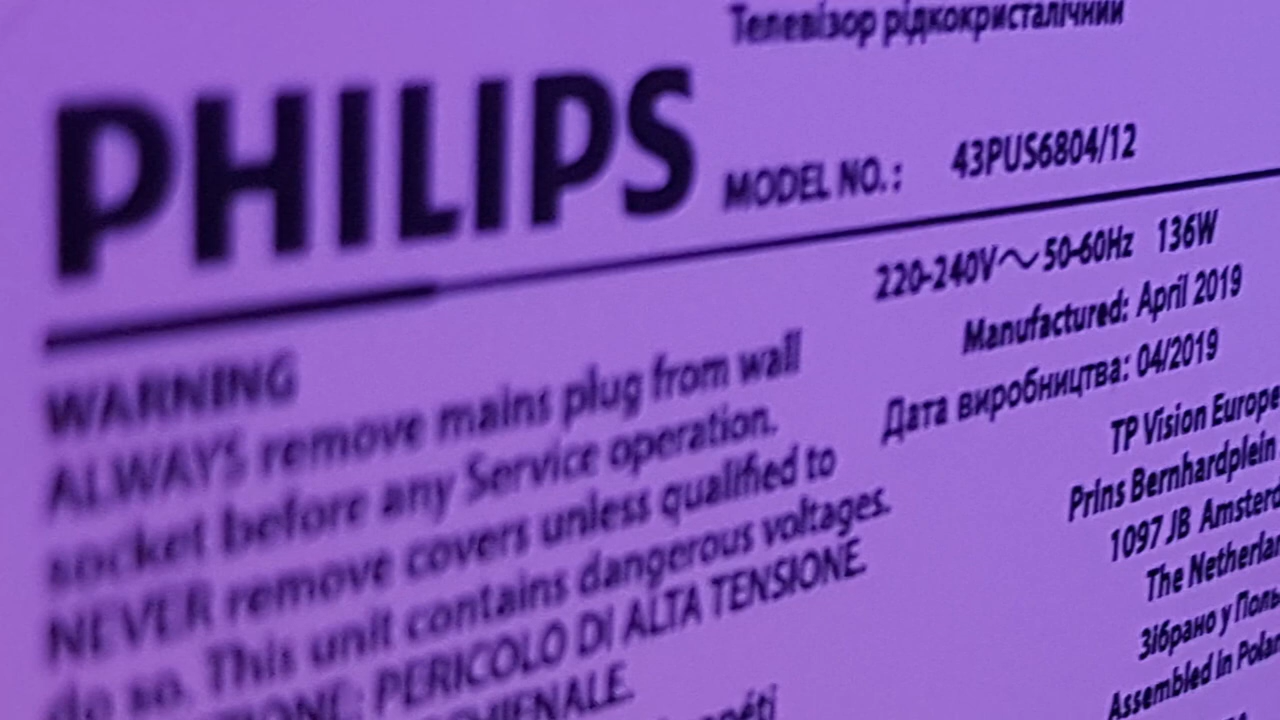 Телевізор рідкокристалічний
PHILIPS
MODEL NO.: 43PUS6804/12
220-240V～50-60Hz 136W
Manufactured: April 2019
Дата виробництва: 04/2019
TP Vision Europe
Prins Bernhardplein
1097 JB
The
Зібрано у
Assembled in
WARNING
ALWAYS remove mains plug from wall
socket before any Service operation.
NEVER remove covers unless qualified to
do so. This unit contains dangerous voltages.
PERICOLO DI ALTA TENSIONE.